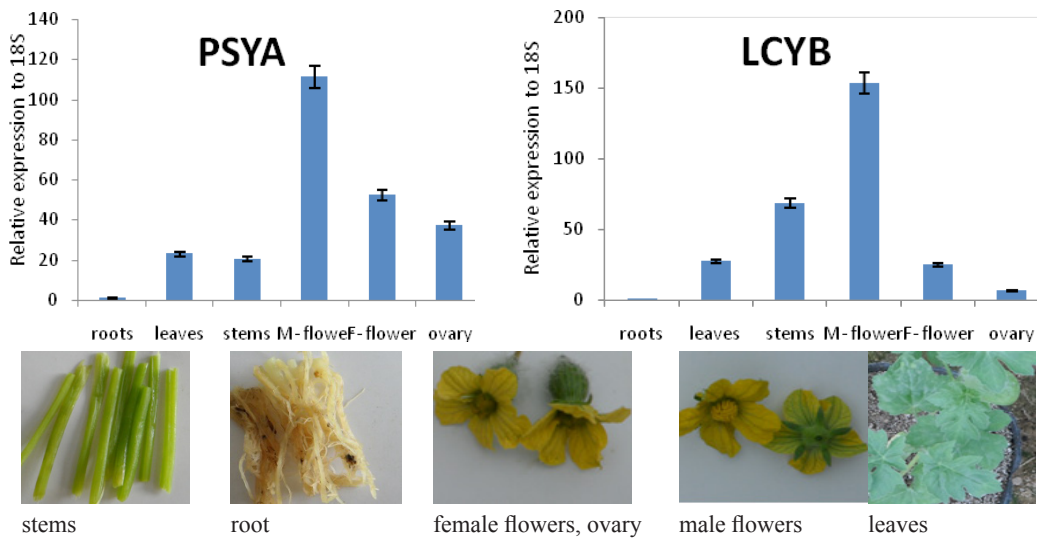 PSYA
Relative expression to 18S
140
120
100
80
60
40
20
0
roots leaves stems M-flowe F-flower ovary
LCYB
Relative expression to 18S
200
150
100
50
0
roots leaves stems M-flower F-flower ovary
stems root female flowers, ovary male flowers leaves